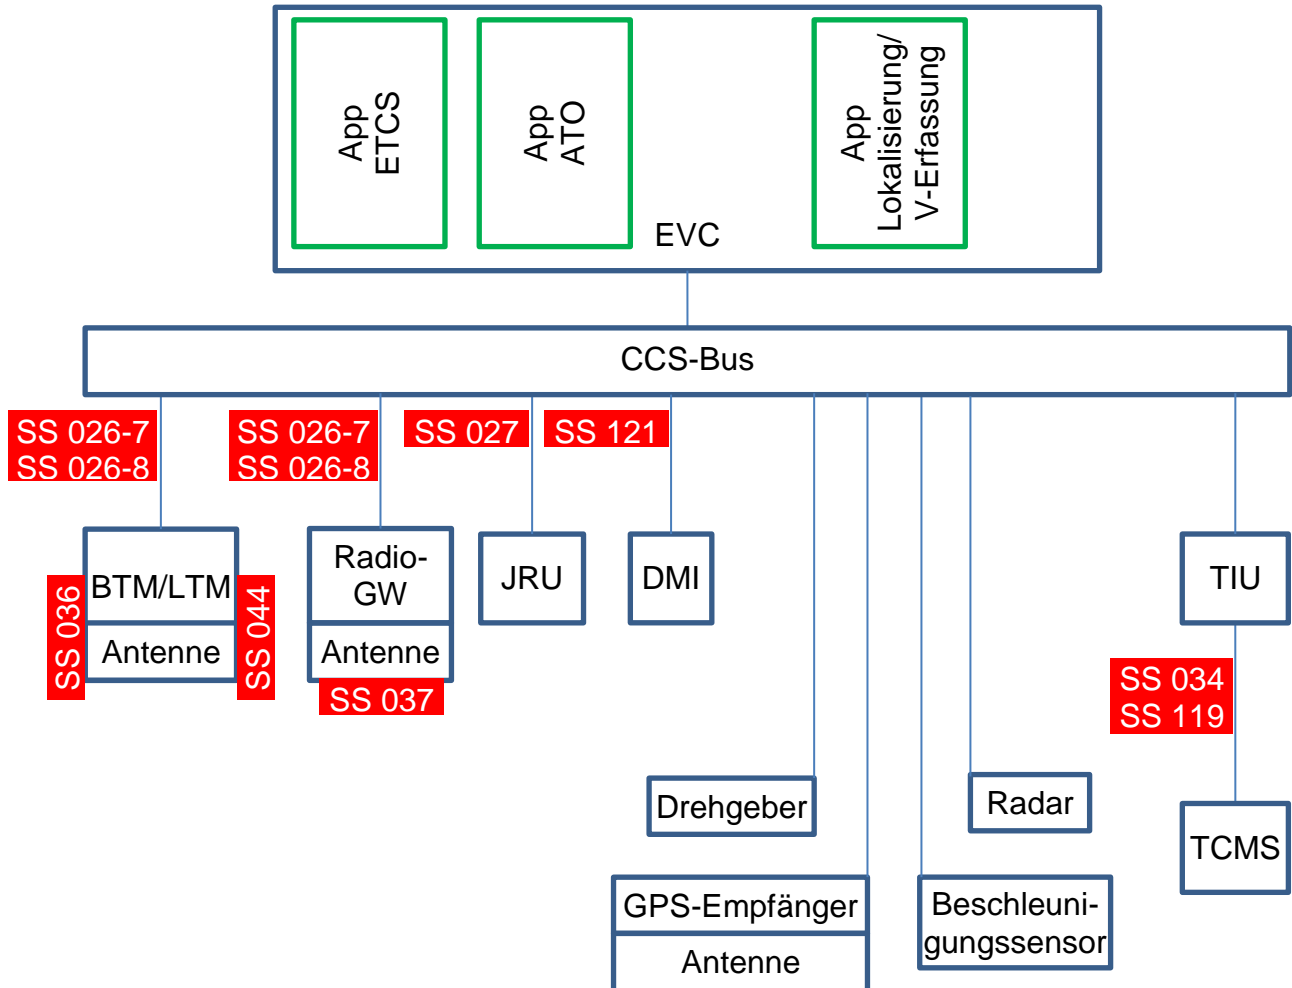 App
ETCS
App
ATO
App
Lokalisierung/
V-Erfassung
EVC
CCS-Bus
SS 026-7
SS 026-8
SS 026-7
SS 026-8
SS 027
SS 121
BTM/LTM
Antenne
SS 036
SS 044
Radio-
GW
Antenne
SS 037
JRU
DMI
TIU
SS 034
SS 119
TCMS
Drehgeber
Radar
GPS-Empfänger
Antenne
Beschleuni-
gungssensor